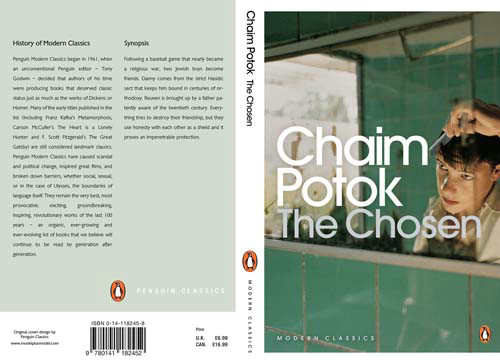 History of Modern Classics
Penguin Modern Classics began in 1961, when
an unconventional Penguin editor – Tony
Godwin – decided that authors of his time
were producing books that deserved classic
status just as much as the works of Dickens or
Homer. Many of the early titles published in the
list (including Franz Kafka's Metamorphosis,
Carson McCuller's The Heart is a Lonely
Hunter and F. Scott Fitzgerald's The Great
Gatsby) are still considered landmark classics.
Penguin Modern Classics have caused scandal
and political change, inspired great films, and
broken down barriers, whether social, sexual,
or in the case of Ulysses, the boundaries of
language itself. They remain the very best, most
provocative, exciting, groundbreaking,
inspiring, revolutionary works of the last 100
years – an organic, ever-growing and
ever-evolving list of books that we believe will
continue to be read by generation after
generation.
Synopsis
Following a baseball game that nearly became
a religious war, two Jewish boys become
friends. Danny comes from the strict Hasidic
sect that keeps him bound in centuries of or-
thodoxy. Reuven is brought up by a father pa-
tiently aware of the twentieth century. Every-
thing tries to destroy their friendship, but they
use honesty with each other as a shield and it
proves an impenetrable protection.
PENGUIN CLASSICS
Original cover design by
Penguin Classics
www.modelplasmodel.com
ISBN 0-14-118245-8
9 780141 182452
Price
U.K. £6.99
CAN. £16.99
Chaim Potok The Chosen
MODERN CLASSICS
Chaim
Potok
The Chosen
MODERN CLASSICS